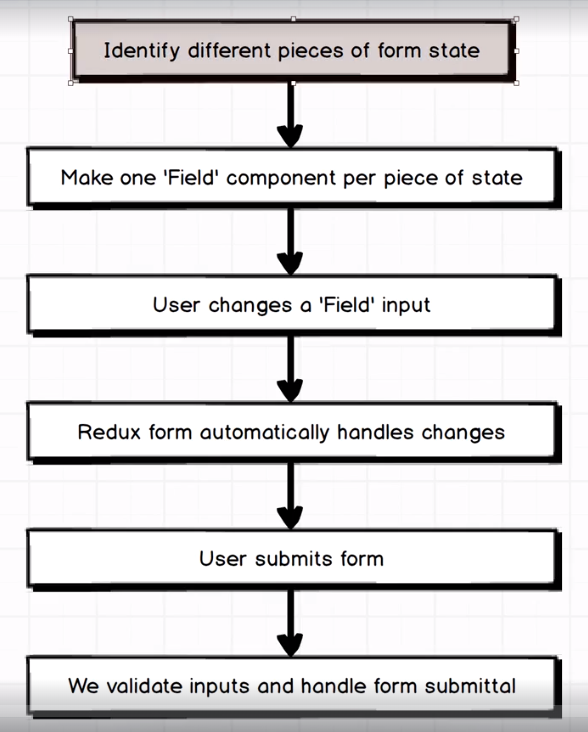 Identify different pieces of form state
Make one 'Field' component per piece of state
User changes a 'Field' input
Redux form automatically handles changes
User submits form
We validate inputs and handle form submittal